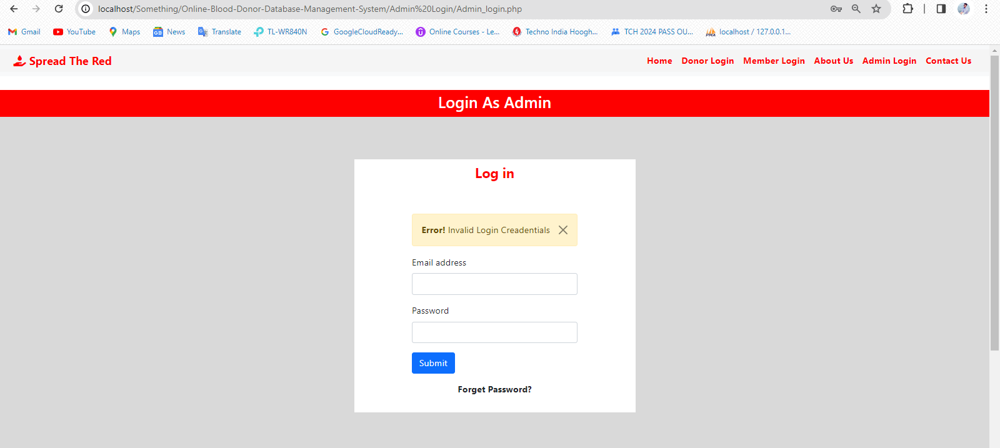 localhost/Something/Online-Blood-Donor-Database-Management-System/Admin%20Login/Admin_login.php
Gmail YouTube Maps News Translate TL-WR840N GoogleCloudReady... Online Courses - Le... Techno India Hoogh... TCH 2024 PASS OU... PMA localhost / 127.0.0.1...
Spread The Red Home Donor Login Member Login About Us Admin Login Contact Us
Login As Admin
Log in
Error! Invalid Login Creadentials
Email address
Password
Submit
Forget Password?